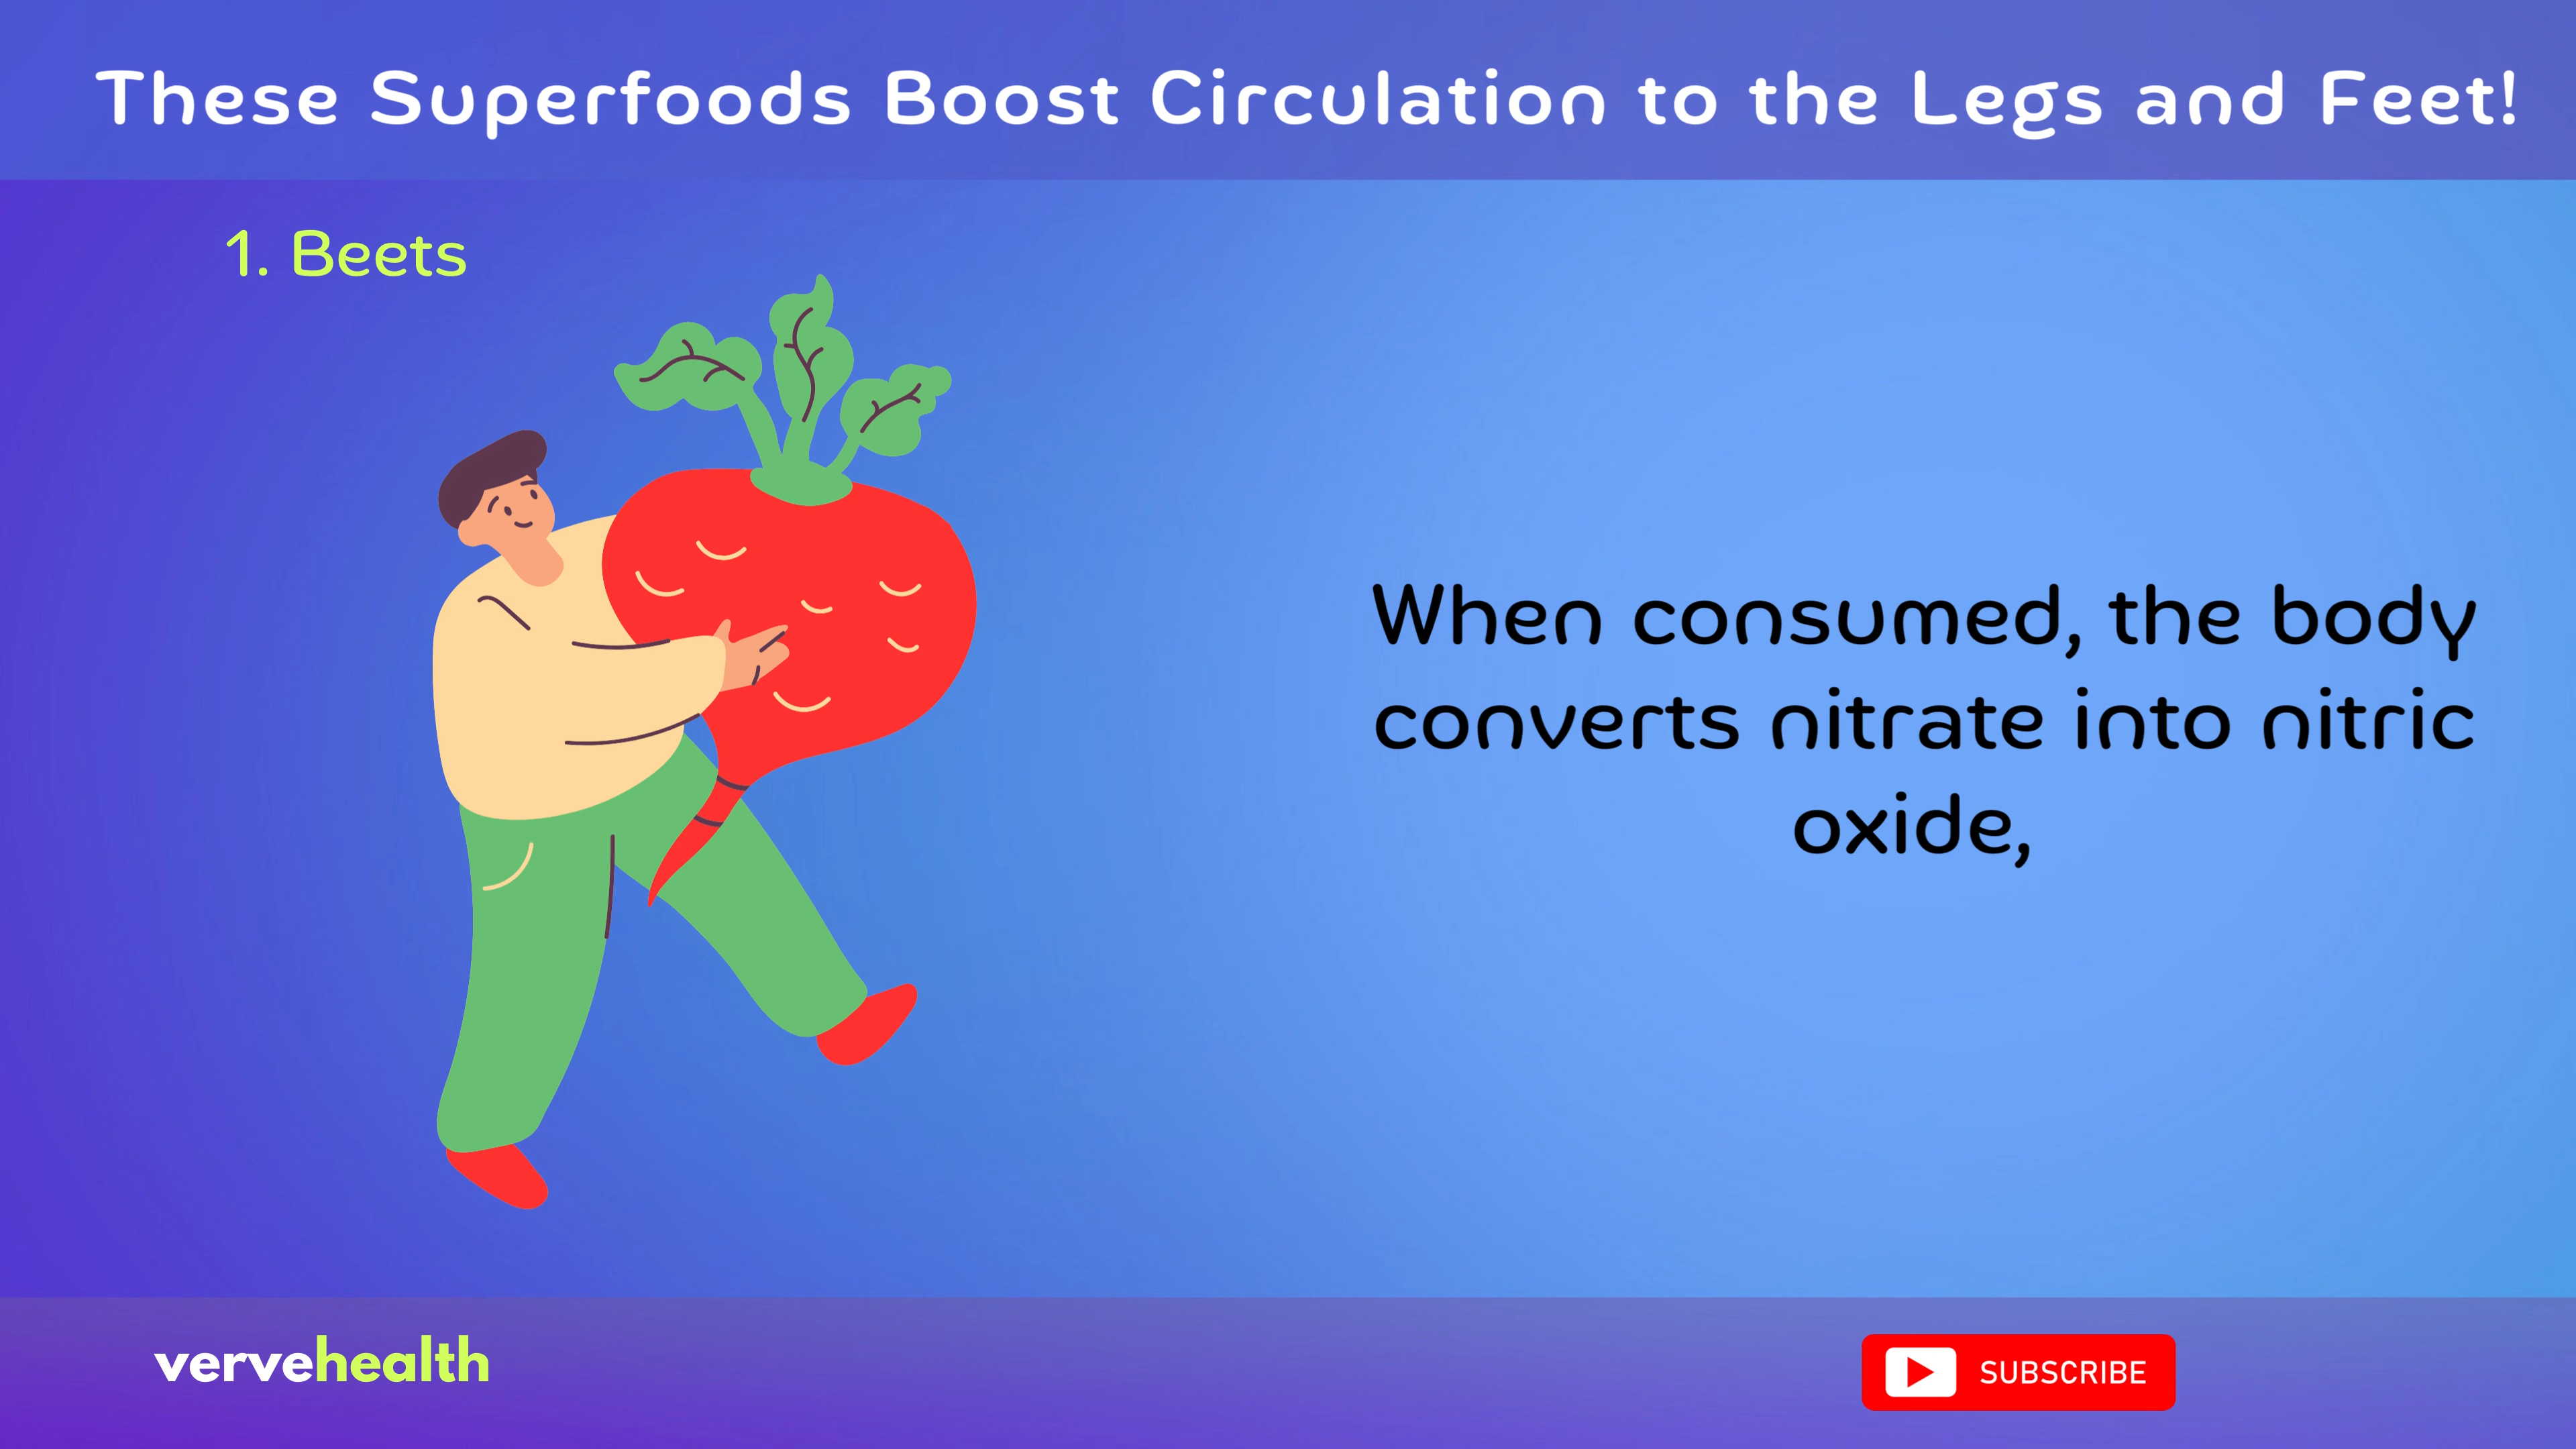 These Superfoods Boost Circulation to the Legs and Feet!
1. Beets
When consumed, the body
converts nitrate into nitric
oxide,
vervehealth
SUBSCRIBE